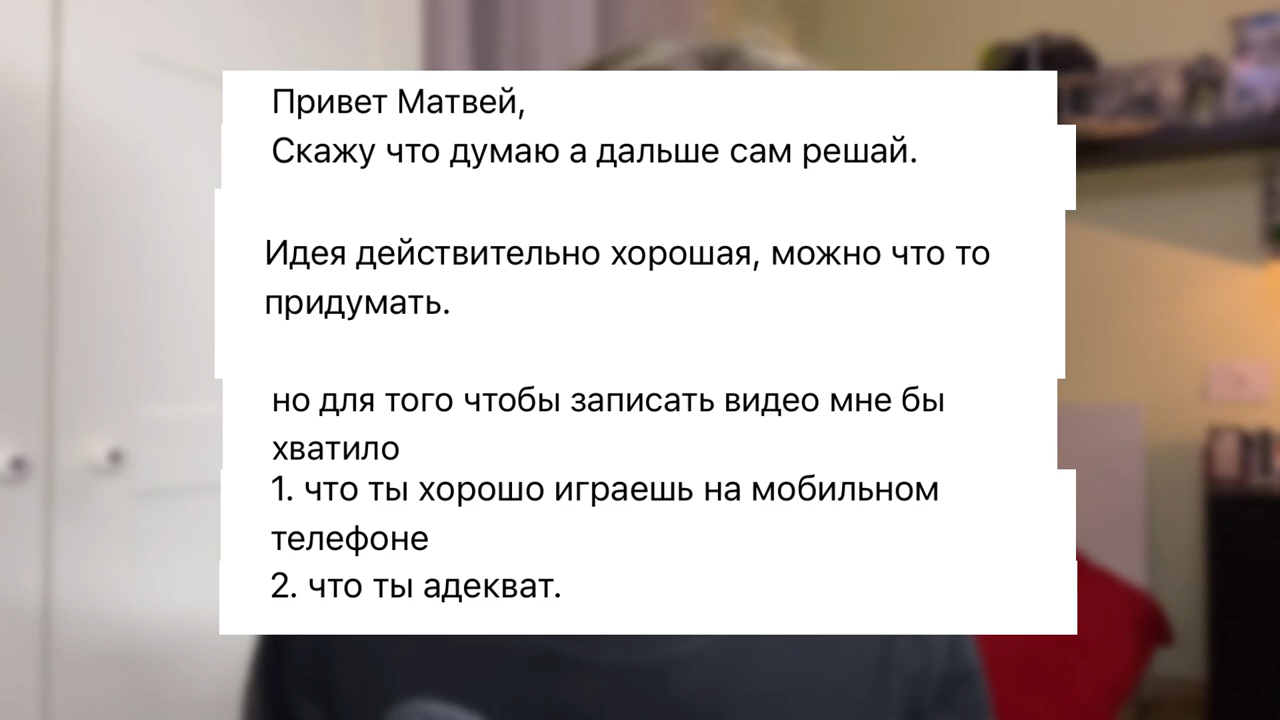 Привет Матвей,
Скажу что думаю а дальше сам решай.
Идея действительно хорошая, можно что то
придумать.
но для того чтобы записать видео мне бы
хватило
1. что ты хорошо играешь на мобильном
телефоне
2. что ты адекват.